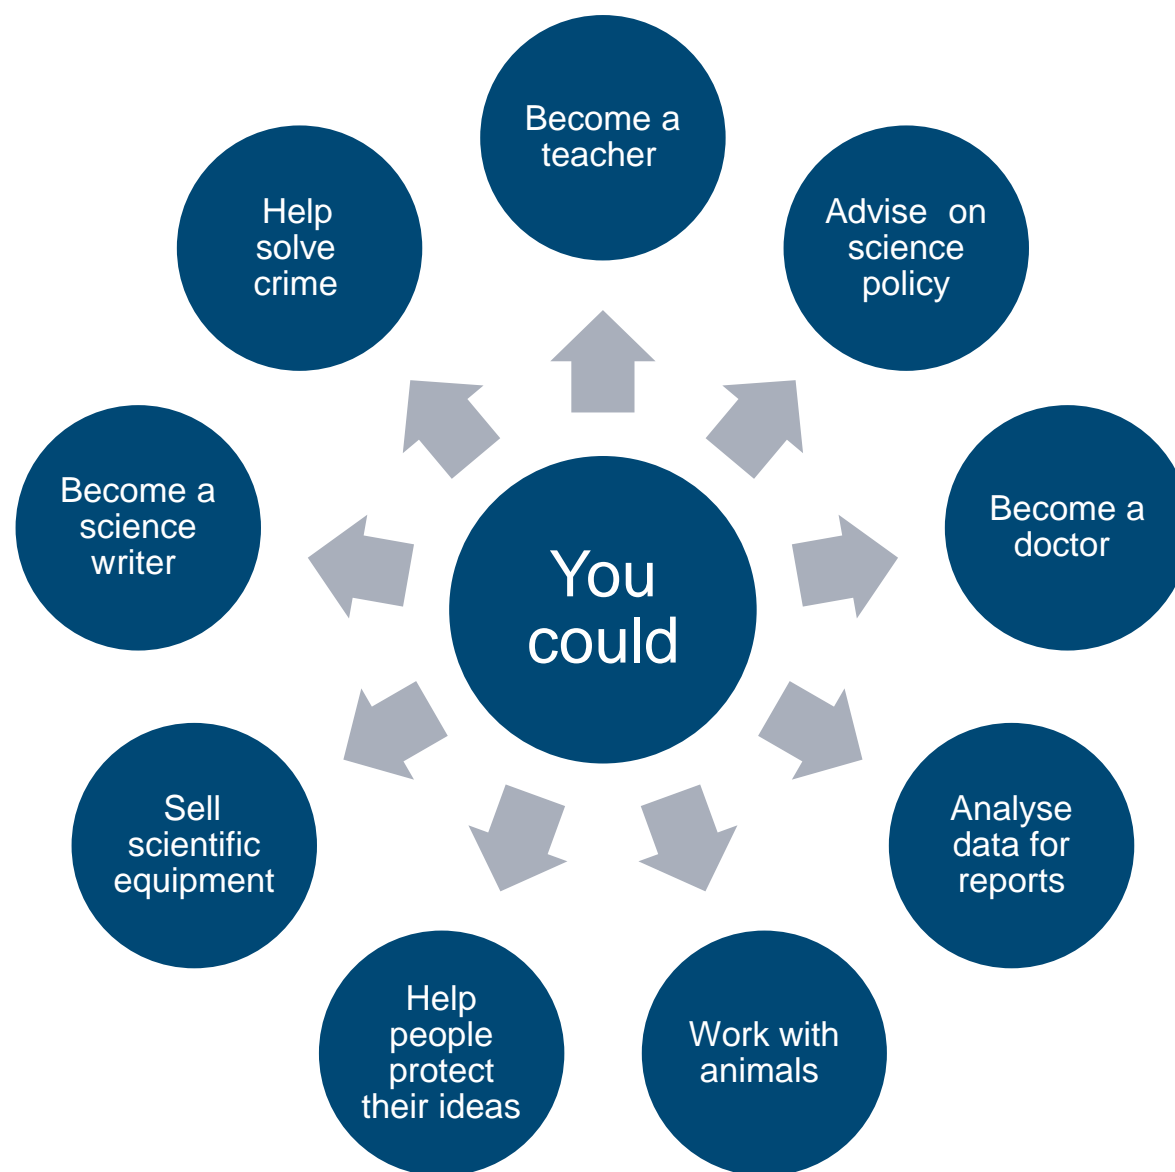 You
could
Become a
teacher
Advise  on
science
policy
Become a
doctor
Analyse
data for
reports
Work with
animals
Help
people
protect
their ideas
Sell
scientific
equipment
Become a
science
writer
Help
solve
crime